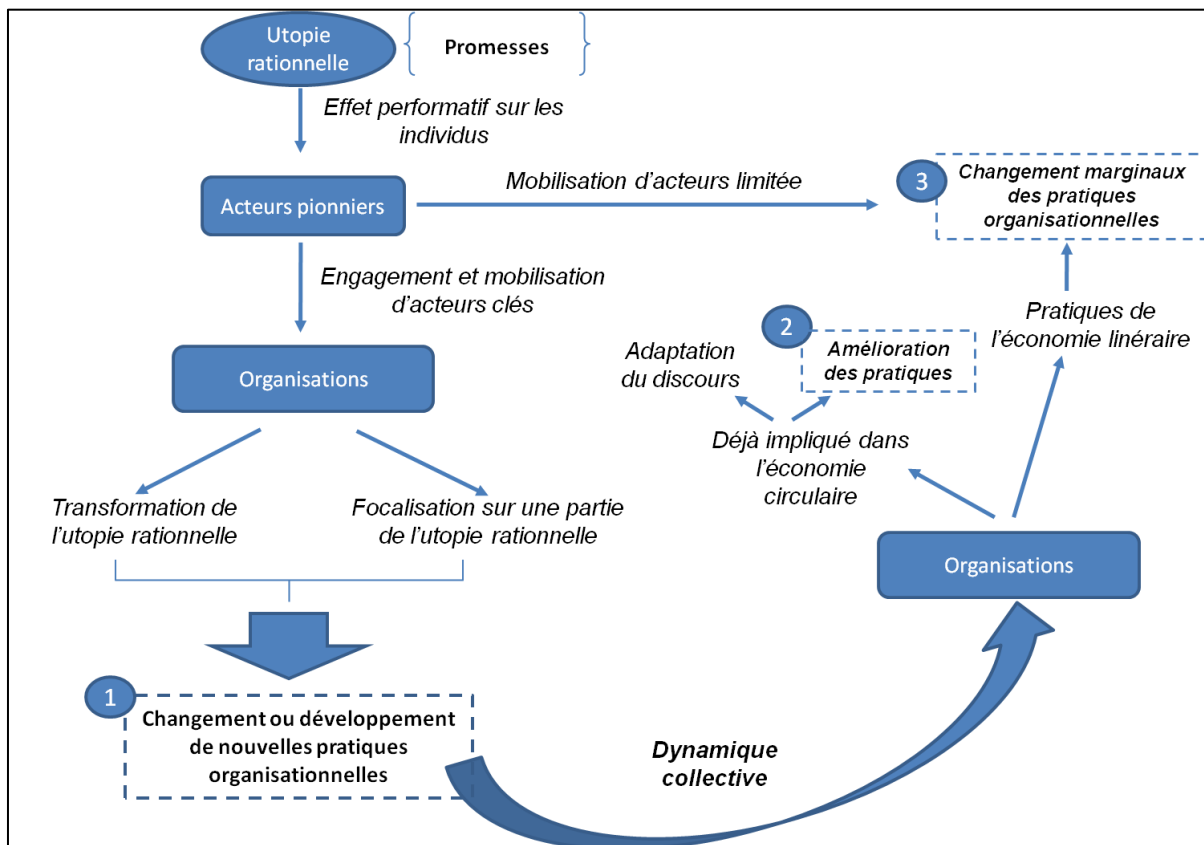 Utopie
rationnelle
Promesses
Effet performatif sur les
individus
Acteurs pionniers
Mobilisation d'acteurs limitée
3
Changement marginaux
des pratiques
organisationnelles
Engagement et mobilisation
d'acteurs clés
Organisations
Transformation de
l'utopie rationnelle
Focalisation sur une partie
de l'utopie rationnelle
1
Changement ou développement
de nouvelles pratiques
organisationnelles
Dynamique
collective
Organisations
Déjà impliqué dans
l'économie
circulaire
Adaptation
du discours
2
Amélioration
des pratiques
Pratiques de
l'économie linéraire